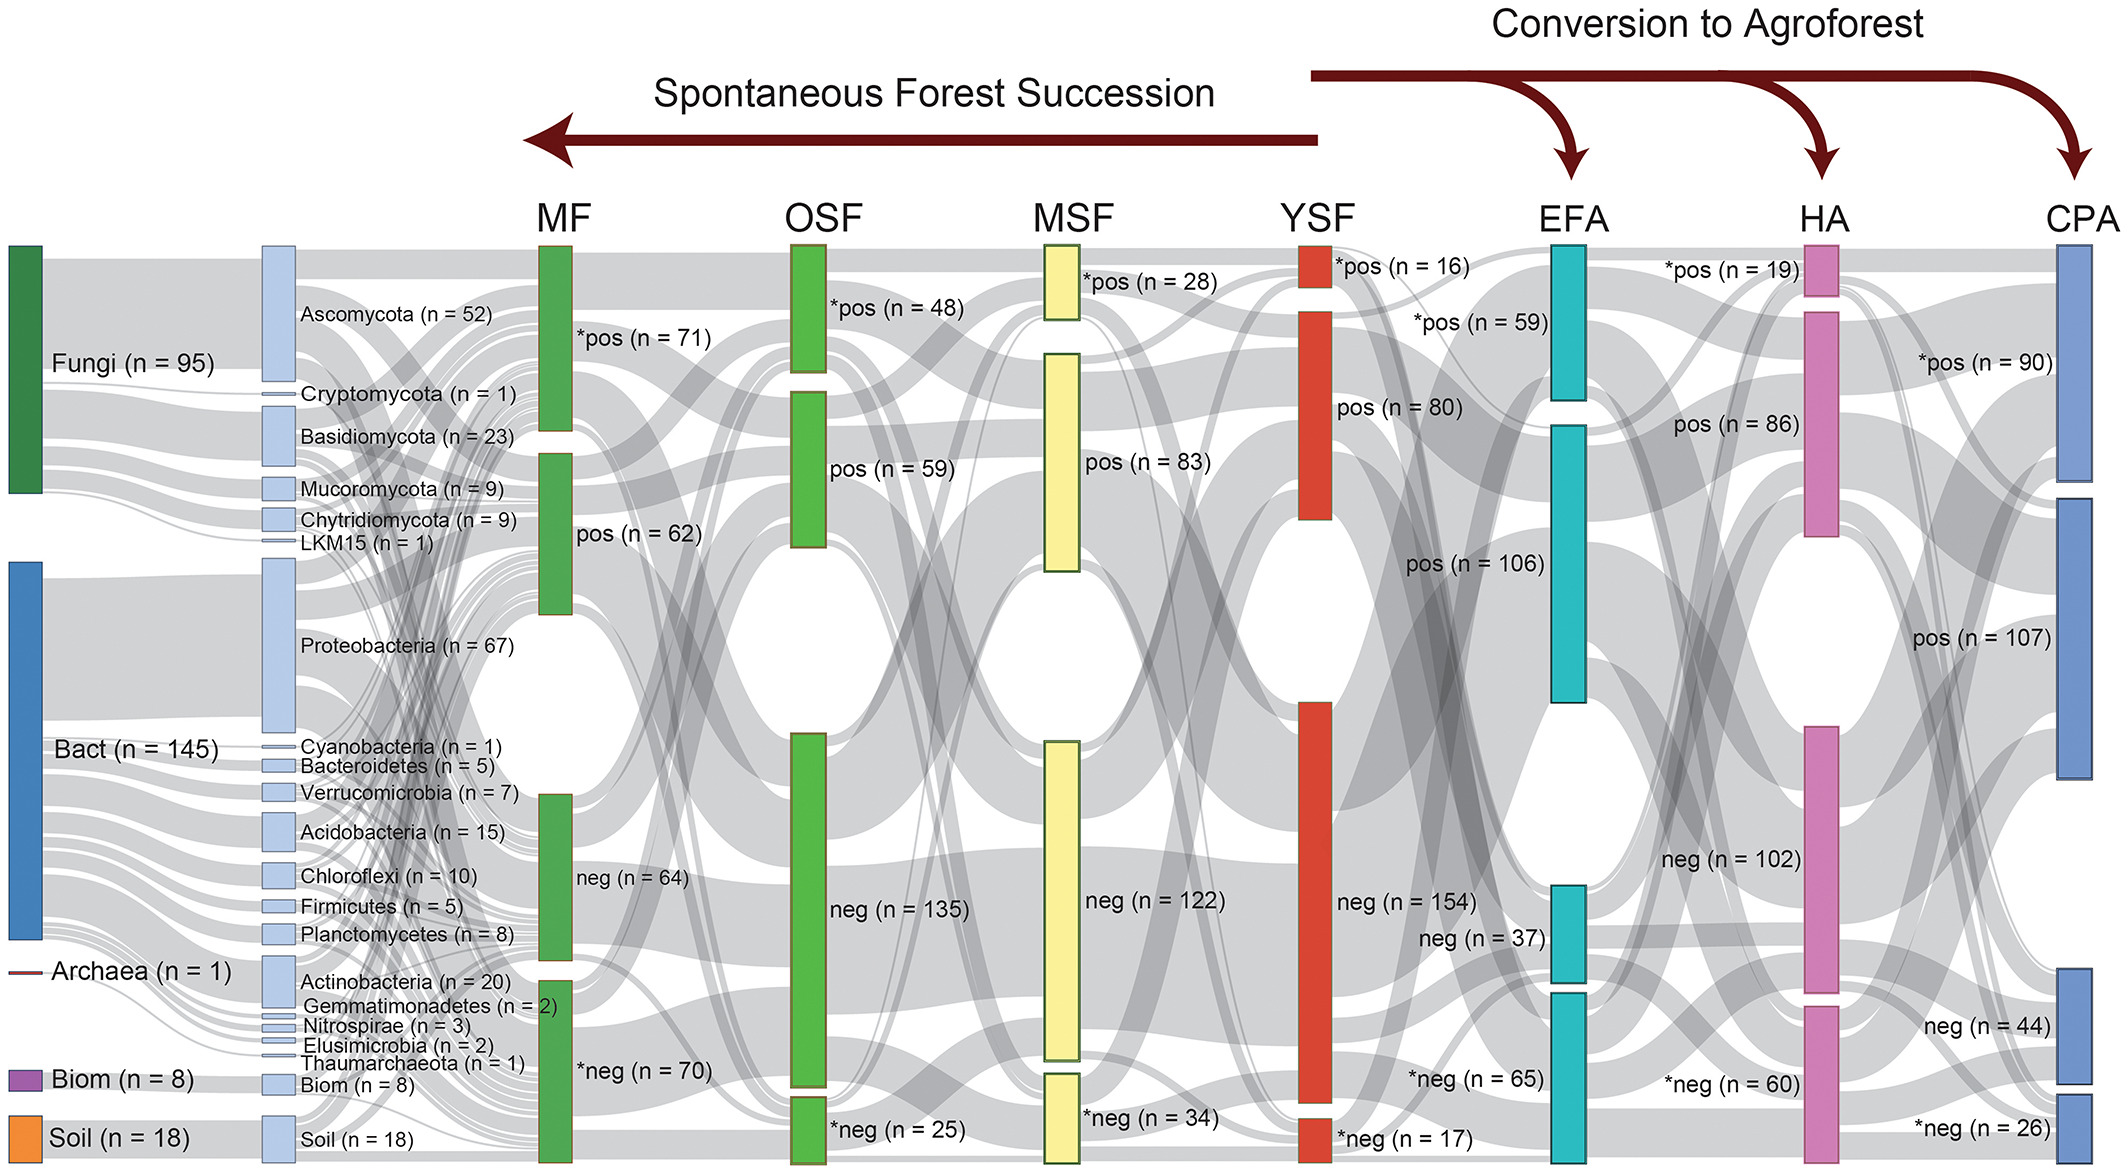 Conversion to Agroforest
Spontaneous Forest Succession
MF OSF MSF YSF EFA HA CPA
Fungi (n = 95)
Bact (n = 145)
Archaea (n = 1)
Biom (n = 8)
Soil (n = 18)
Ascomycota (n = 52)
Cryptomycota (n = 1)
Basidiomycota (n = 23)
Mucoromycota (n = 9)
Chytridiomycota (n = 9)
LKM15 (n = 1)
Proteobacteria (n = 67)
Cyanobacteria (n = 1)
Bacteroidetes (n = 5)
Verrucomicrobia (n = 7)
Acidobacteria (n = 15)
Chloroflexi (n = 10)
Firmicutes (n = 5)
Planctomycetes (n = 8)
Actinobacteria (n = 20)
Gemmatimonadetes (n = 2)
Nitrospirae (n = 3)
Elusimicrobia (n = 2)
Thaumarchaeota (n = 1)
Biom (n = 8)
Soil (n = 18)
*pos (n = 71)
pos (n = 62)
neg (n = 64)
*neg (n = 70)
*pos (n = 48)
pos (n = 59)
neg (n = 135)
*neg (n = 25)
*pos (n = 28)
pos (n = 83)
neg (n = 122)
*neg (n = 34)
*pos (n = 16)
pos (n = 80)
neg (n = 154)
*neg (n = 17)
*pos (n = 59)
pos (n = 106)
neg (n = 37)
*neg (n = 65)
*pos (n = 19)
pos (n = 86)
neg (n = 102)
*neg (n = 60)
*pos (n = 90)
pos (n = 107)
neg (n = 44)
*neg (n = 26)